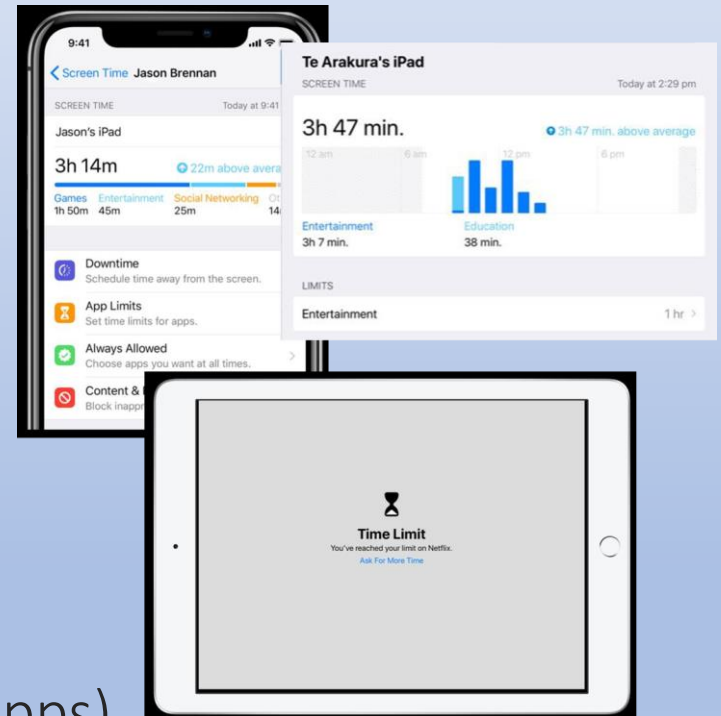 9:41
Screen Time Jason Brennan
SCREEN TIME Today at 9:41
Jason's iPad
3h 14m 22m above
Games Entertainment Social Networking
1h 50m 45m 25m
Downtime
Schedule time away from the screen.
App Limits
Set time limits for apps.
Always Allowed
Choose apps you want at all times.
Content &
Block
Te Arakura's iPad
SCREEN TIME Today at 2:29 pm
3h 47 min. 3h 47 min. above average
12 am 6 am 12 pm 6 pm
Entertainment Education
3h 7 min. 38 min.
LIMITS
Entertainment 1 hr
Time Limit
You've reached your limit on Netflix.
Ask For More Time